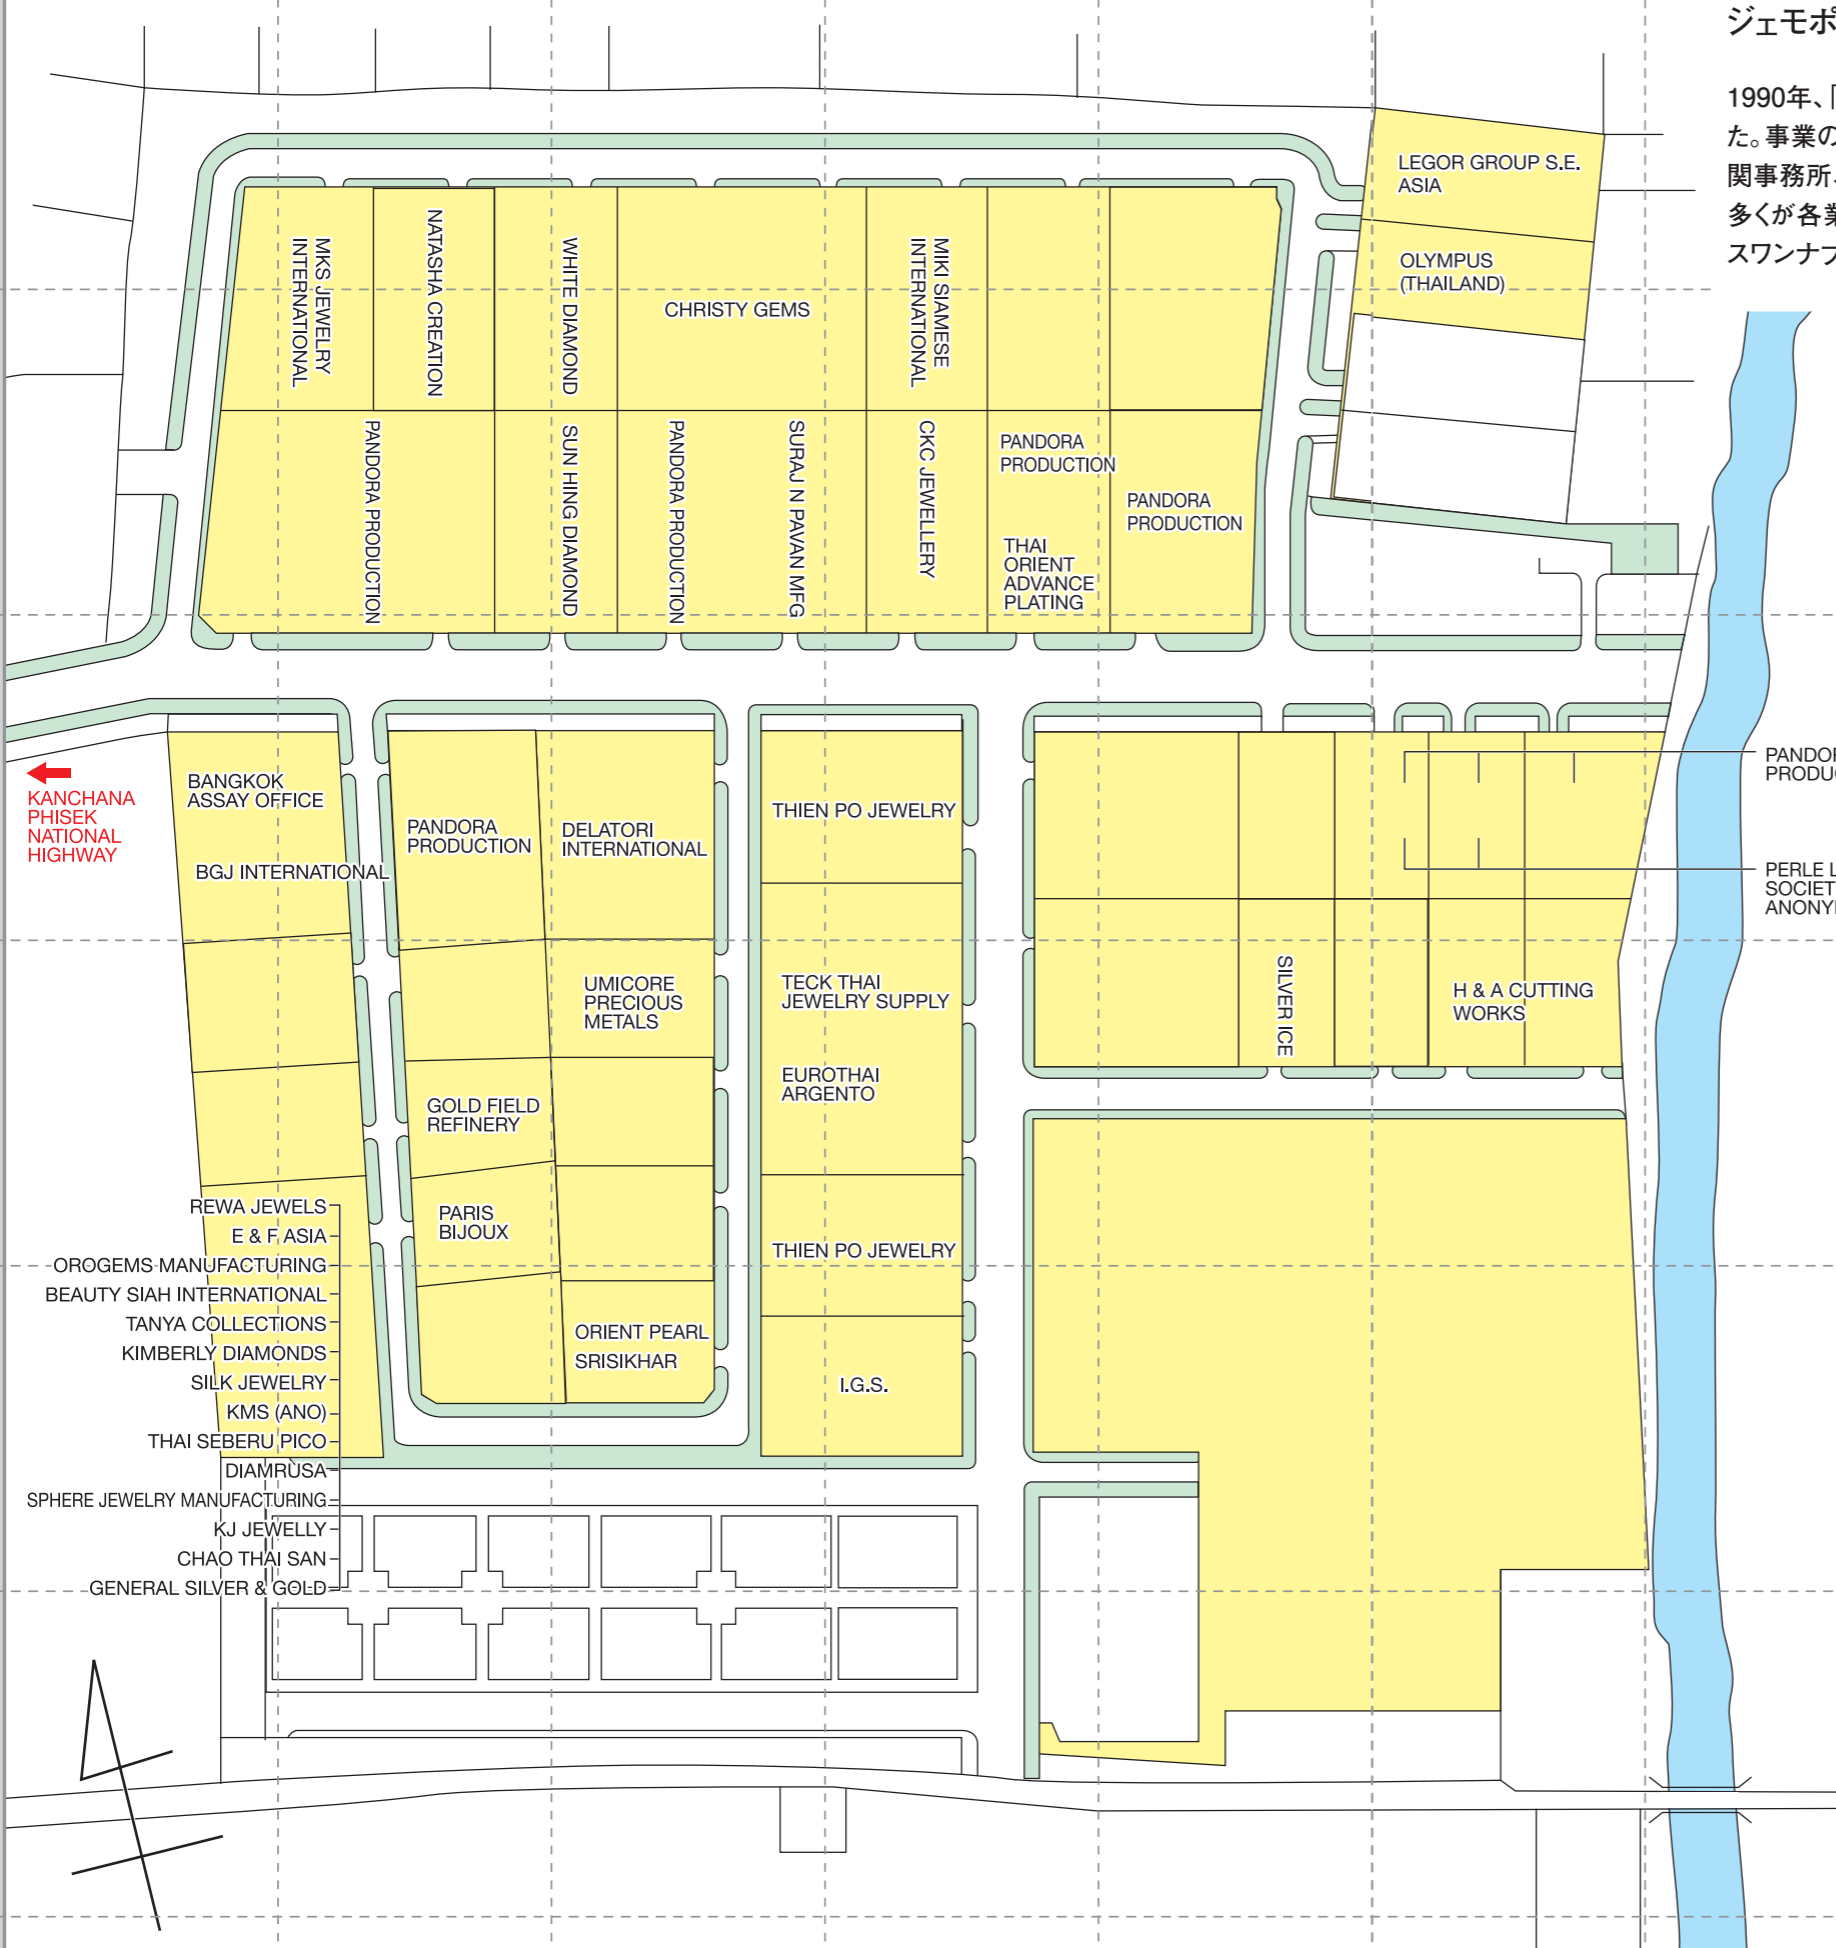 ジェモポ
1990年、「
た。事業の
関事務所、
多くが各業
スワンナプ
LEGOR GROUP S.E.
ASIA
OLYMPUS
(THAILAND)
MKS JEWELRY
INTERNATIONAL
NATASHA CREATION
WHITE DIAMOND
CHRISTY GEMS
MIKI SIAMESE
INTERNATIONAL
PANDORA PRODUCTION
SUN HING DIAMOND
PANDORA PRODUCTION
SURAJ N PAVAN MFG
CKC JEWELLERY
PANDORA
PRODUCTION
THAI
ORIENT
ADVANCE
PLATING
PANDORA
PRODUCTION
KANCHANA
PHISEK
NATIONAL
HIGHWAY
BANGKOK
ASSAY OFFICE
BGJ INTERNATIONAL
PANDORA
PRODUCTION
DELATORI
INTERNATIONAL
THIEN PO JEWELRY
PANDOR
PRODUC
PERLE L
SOCIET
ANONY
UMICORE
PRECIOUS
METALS
TECK THAI
JEWELRY SUPPLY
SILVER ICE
H & A CUTTING
WORKS
EUROTHAI
ARGENTO
GOLD FIELD
REFINERY
PARIS
BIJOUX
THIEN PO JEWELRY
ORIENT PEARL
SRISIKHAR
I.G.S.
REWA JEWELS
E & F ASIA
OROGEMS MANUFACTURING
BEAUTY SIAH INTERNATIONAL
TANYA COLLECTIONS
KIMBERLY DIAMONDS
SILK JEWELRY
KMS (ANO)
THAI SEBERU PICO
DIAMRUSA
SPHERE JEWELRY MANUFACTURING
KJ JEWELLY
CHAO THAI SAN
GENERAL SILVER & GOLD